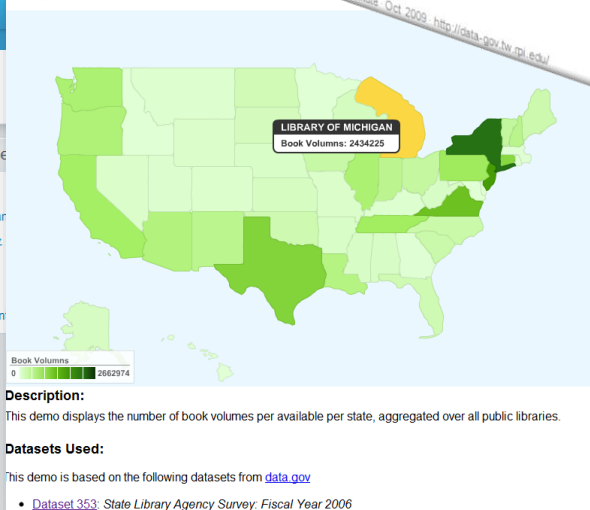 Oct 2009 http://data-gov.tw.rpi.edu/
LIBRARY OF MICHIGAN
Book Volumns: 2434225
Book Volumns
0 2662974
Description:
This demo displays the number of book volumes per available per state, aggregated over all public libraries.
Datasets Used:
This demo is based on the following datasets from data.gov
• Dataset 353: State Library Agency Survey: Fiscal Year 2006